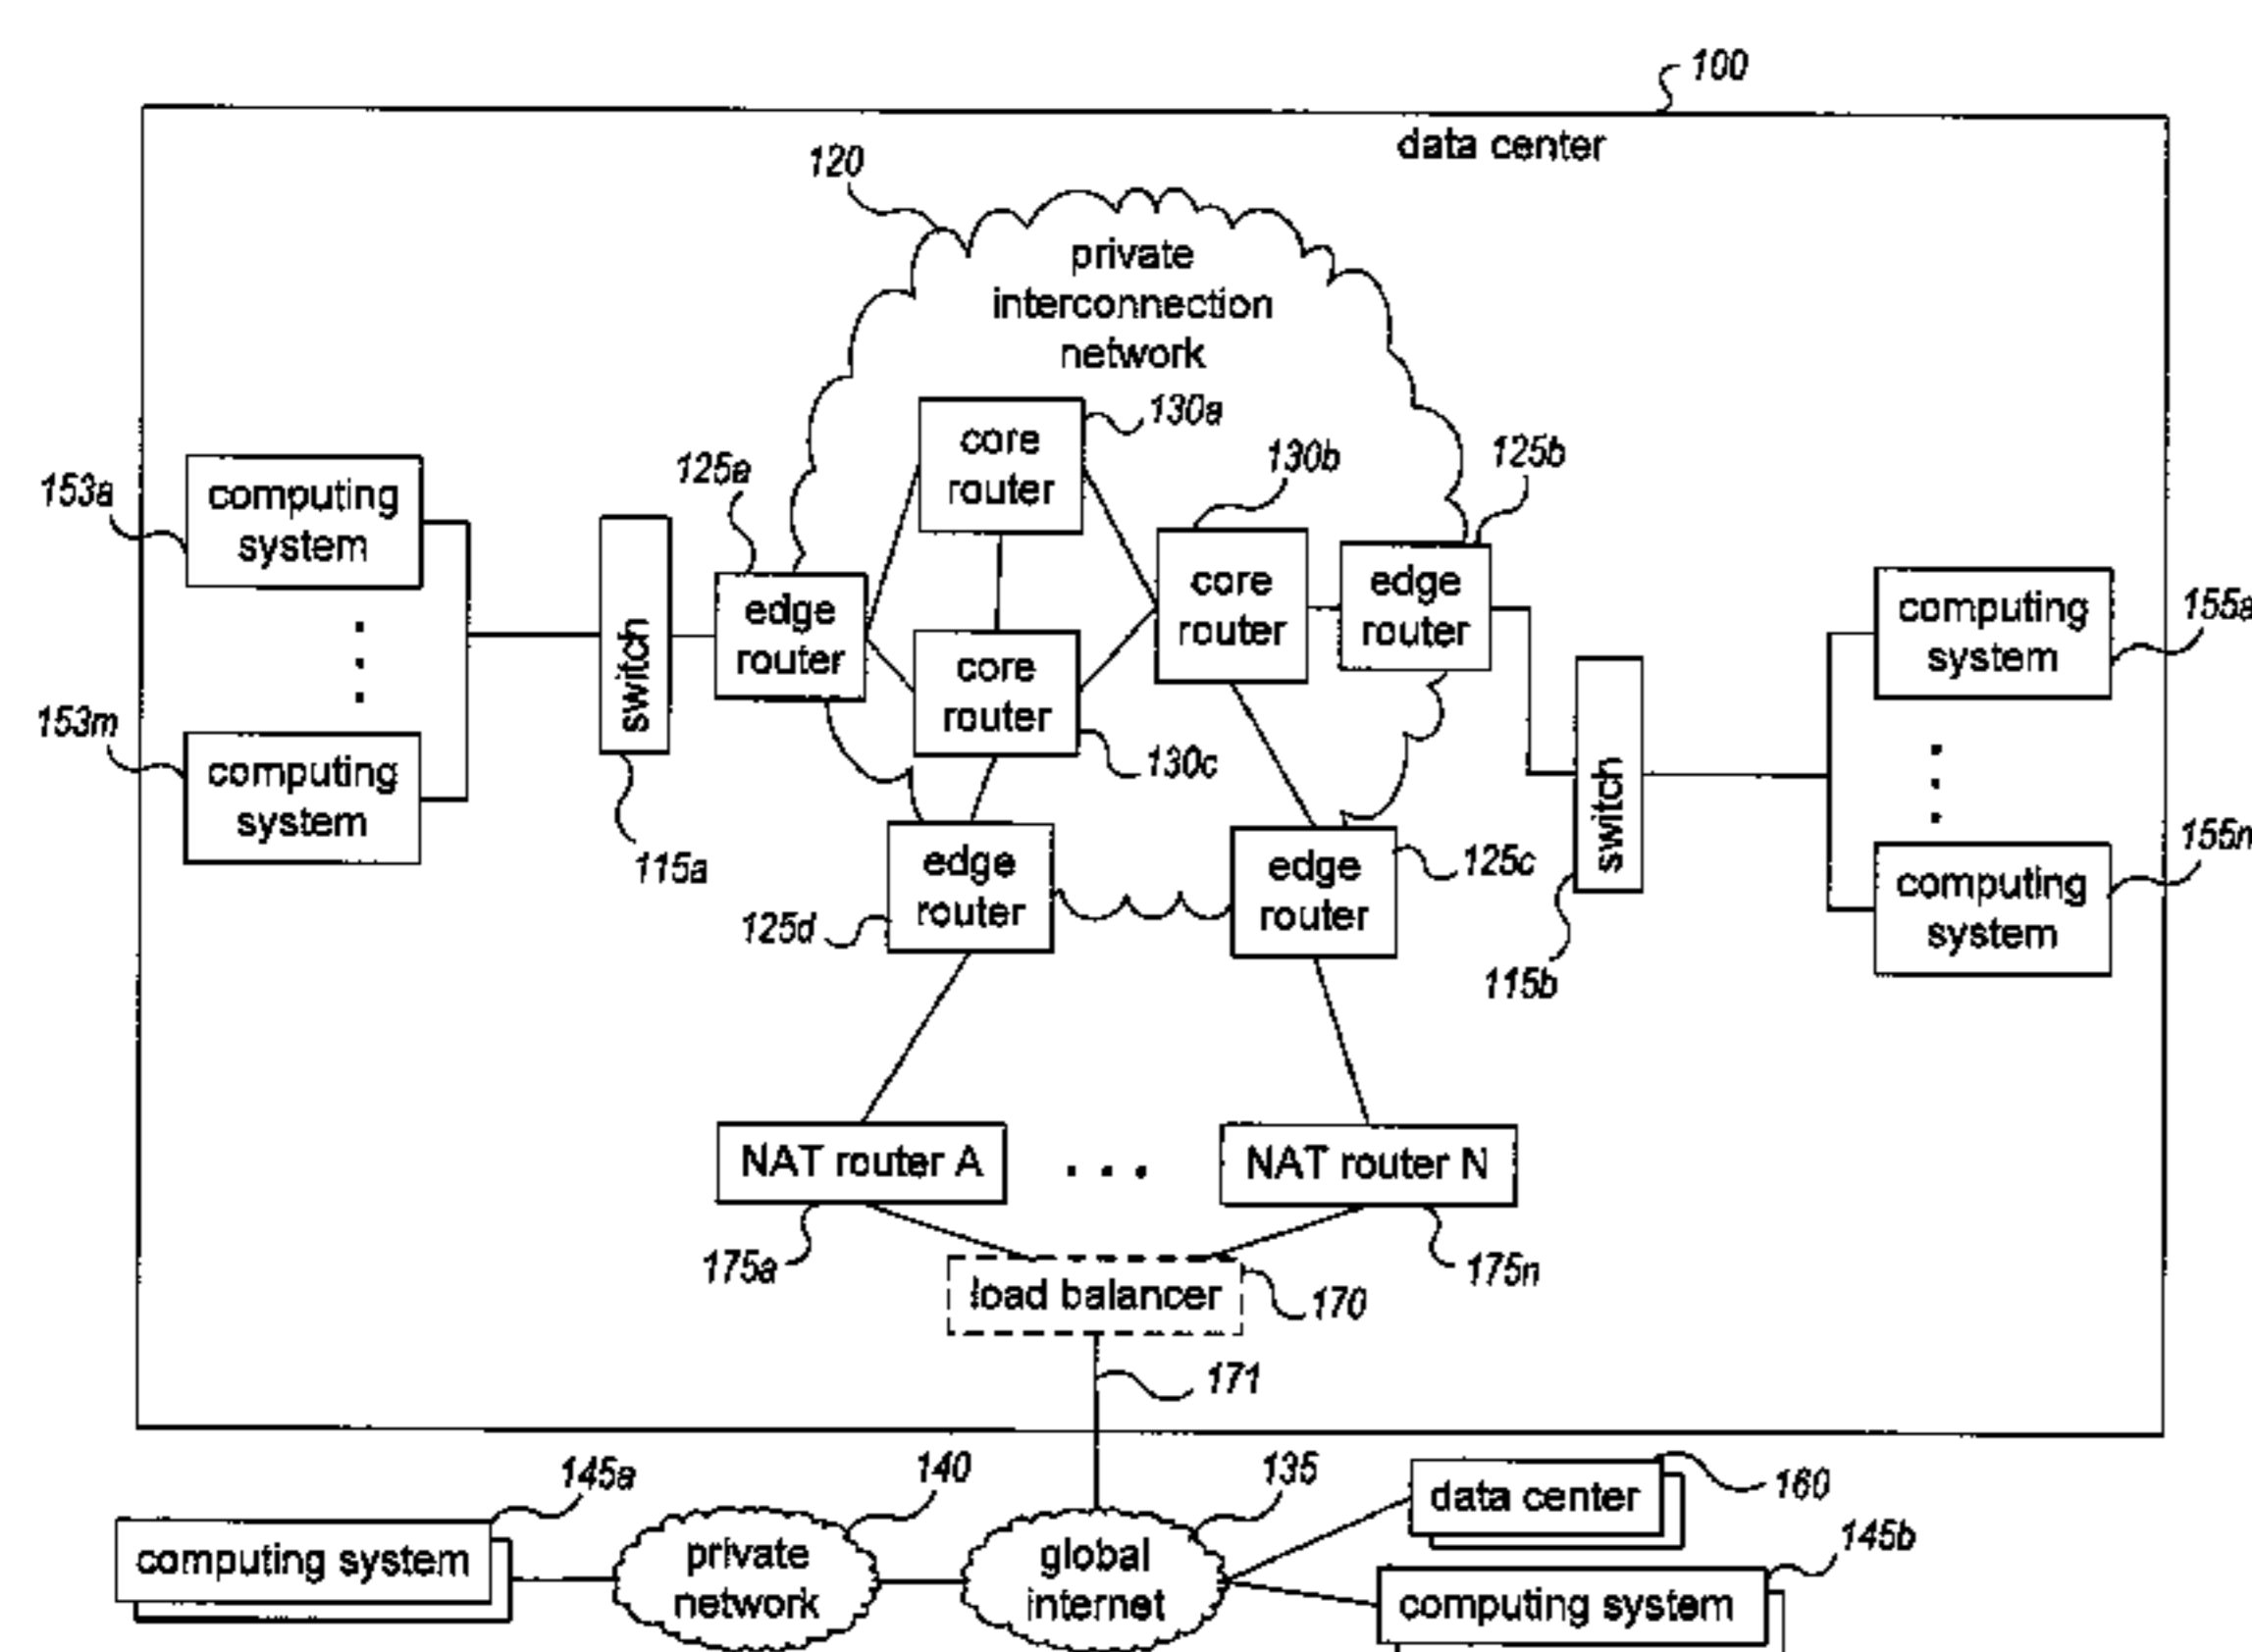 100
data center
120
private
interconnection
network
130a
core
router
125a
130b
125b
153a
computing
system
switch
edge
router
core
router
edge
router
core
router
computing
system
155a
153m
computing
system
130c
switch
115a
edge
router
125d
edge
router
125c
115b
computing
system
NAT router A
. . .
NAT router N
175a
load balancer
170
175n
171
145a
140
135
data center
160
computing system
private
network
global
internet
145b
computing system